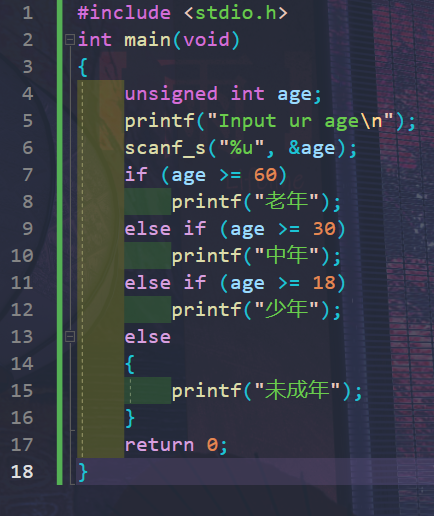 1 #include <stdio.h>
2 int main(void)
3 {
4     unsigned int age;
5     printf("Input ur age\n");
6     scanf_s("%u", &age);
7     if (age >= 60)
8         printf("老年");
9     else if (age >= 30)
10         printf("中年");
11     else if (age >= 18)
12         printf("少年");
13     else
14     {
15         printf("未成年");
16     }
17     return 0;
18 }